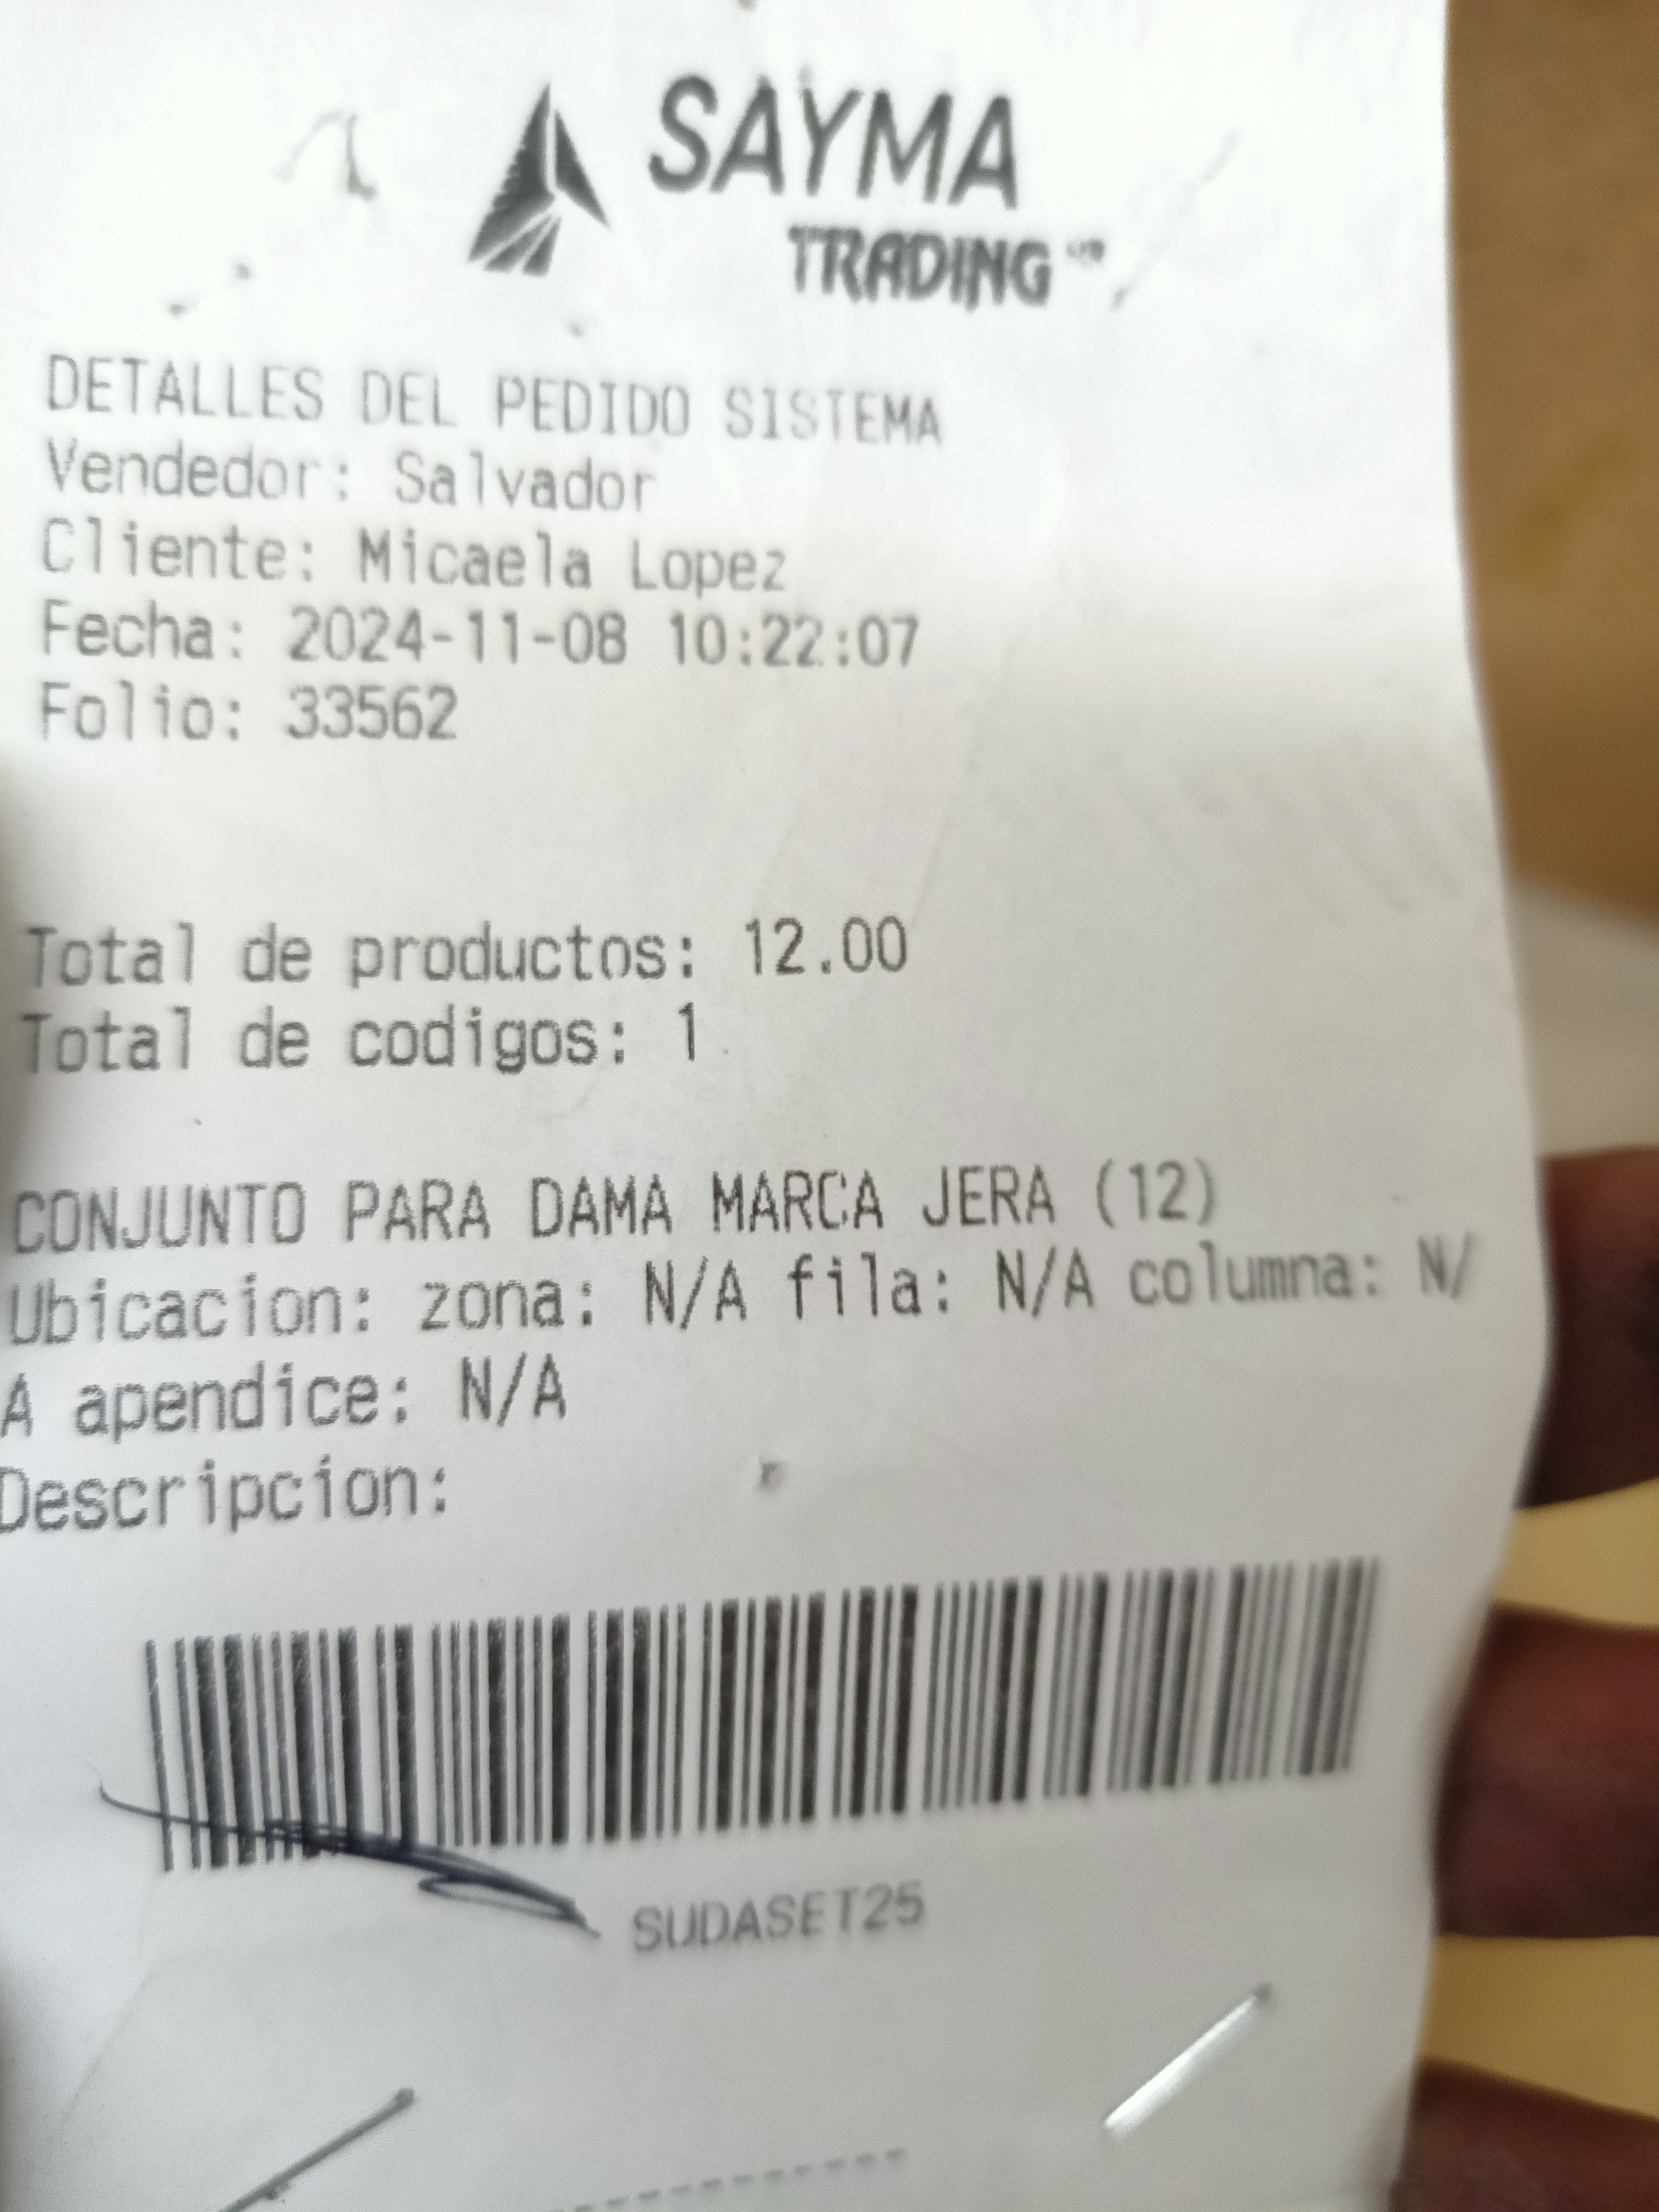 SAYMA
TRADING
DETALLES DEL PEDIDO SISTEMA
Vendedor: Salvador
Cliente: Micaela Lopez
Fecha: 2024-11-08 10:22:07
Folio: 33562
Total de productos: 12.00
Total de codigos: 1
CONJUNTO PARA DAMA MARCA JERA (12)
Ubicacion: zona: N/A fila: N/A columna: N/
A apendice: N/A
Descripcion:
SUDASET25